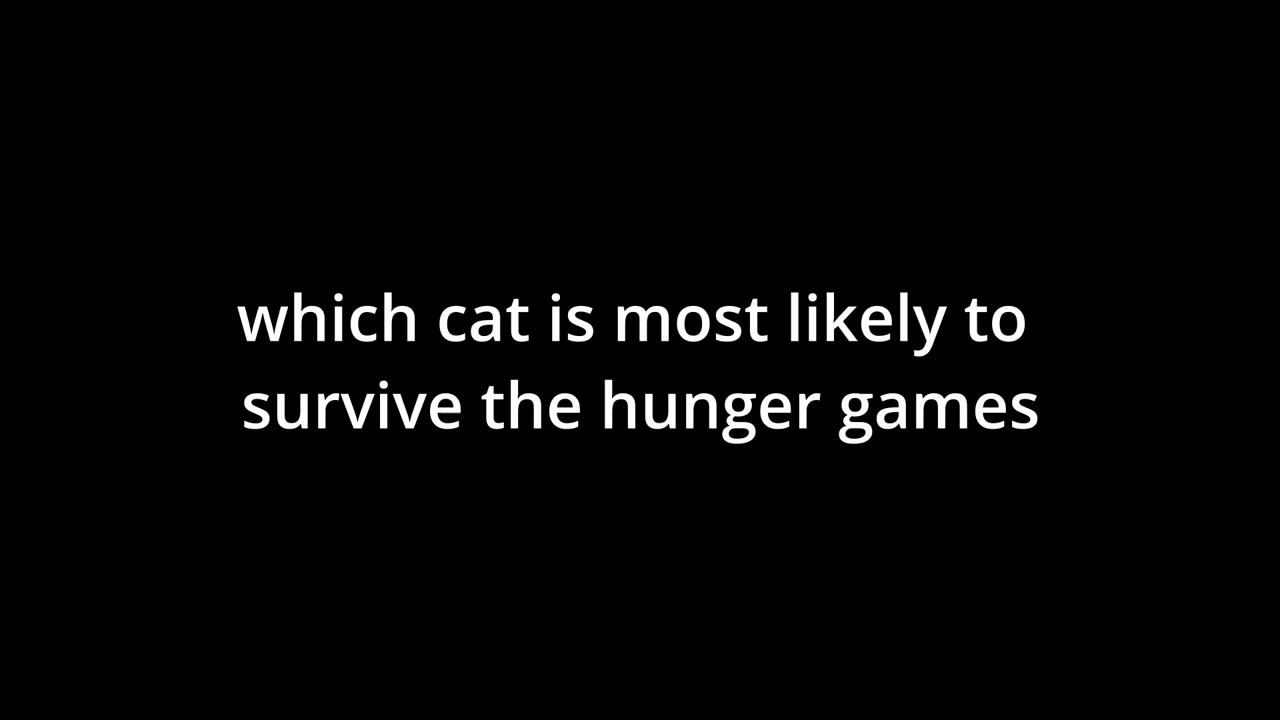 which cat is most likely to
survive the hunger games